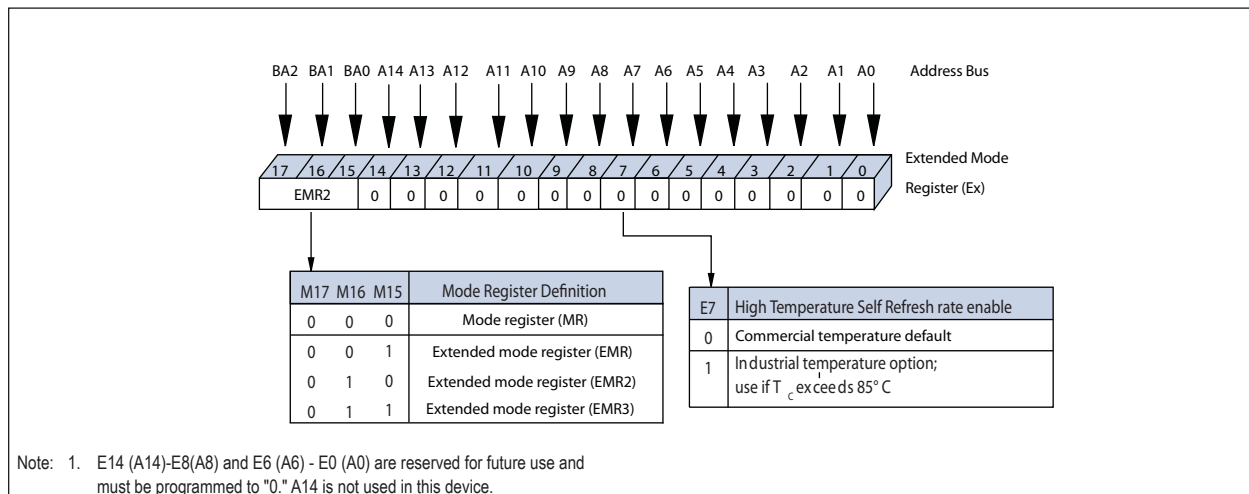 BA2 BA1 BA0 A14 A13 A12 A11 A10 A9 A8 A7 A6 A5 A4 A3 A2 A1 A0 Address Bus
17 16 15 14 13 12 11 10 9 8 7 6 5 4 3 2 1 0 Extended Mode
EMR2 0 0 0 0 0 0 0 0 0 0 0 0 0 0 0 Register (Ex)
M17 M16 M15 Mode Register Definition
0 0 0 Mode register (MR)
0 0 1 Extended mode register (EMR)
0 1 0 Extended mode register (EMR2)
0 1 1 Extended mode register (EMR3)
E7 High Temperature Self Refresh rate enable
0 Commercial temperature default
1 Industrial temperature option;
use if T C exceeds 85° C
Note: 1. E14 (A14)-E8(A8) and E6 (A6) - E0 (A0) are reserved for future use and
must be programmed to "0." A14 is not used in this device.